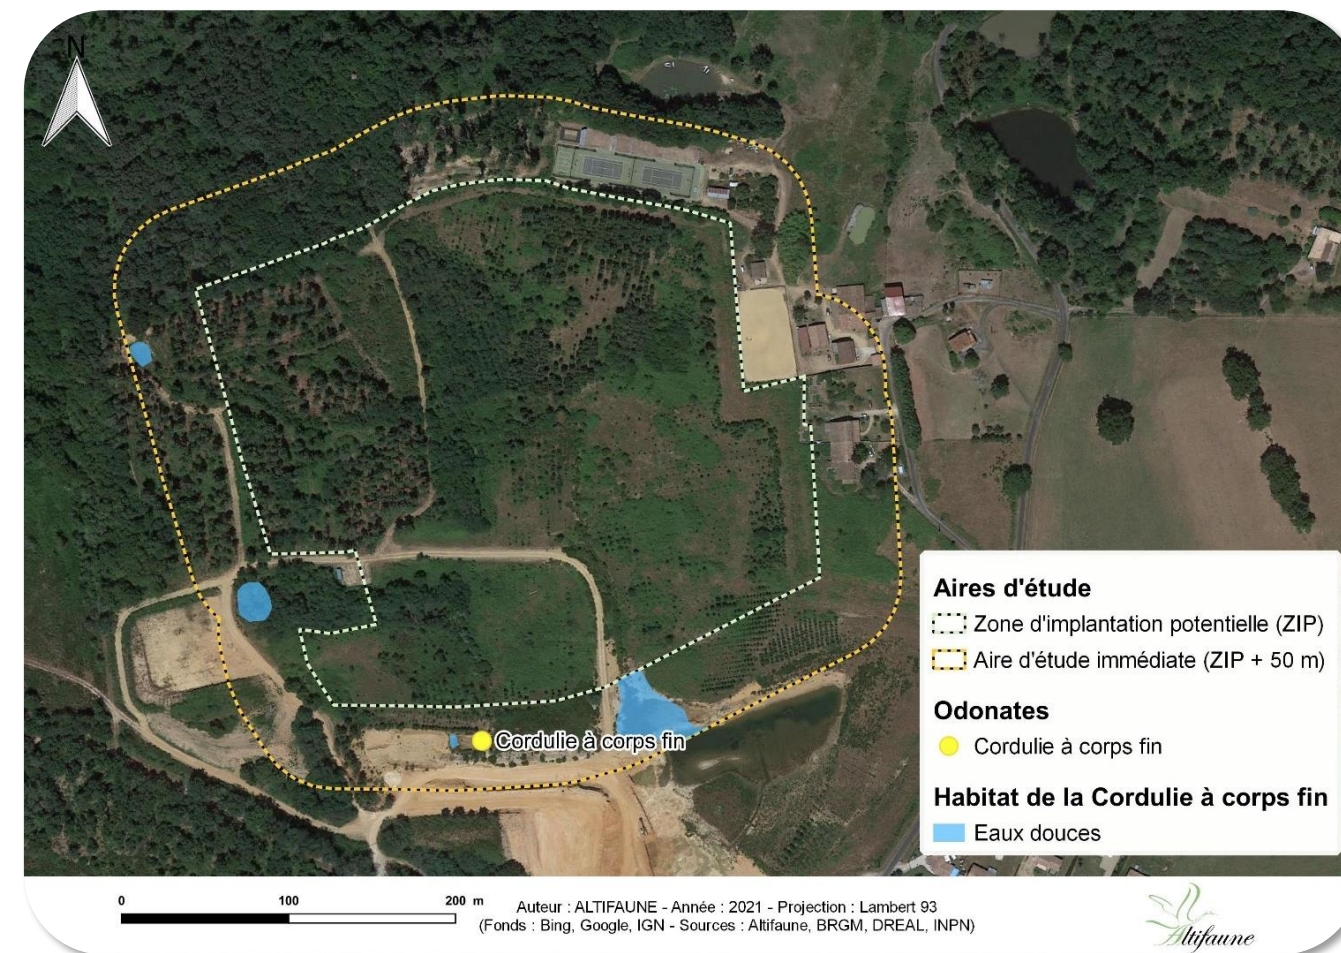 N
Cordulie à corps fin
Aires d'étude
Zone d'implantation potentielle (ZIP)
Aire d'étude immédiate (ZIP + 50 m)
Odonates
Cordulie à corps fin
Habitat de la Cordulie à corps fin
Eaux douces
0 100 200 m
Auteur : ALTIFAUNE - Année : 2021 - Projection : Lambert 93
(Fonds : Bing, Google, IGN - Sources : Altifaune, BRGM, DREAL, INPN)
Altifaune